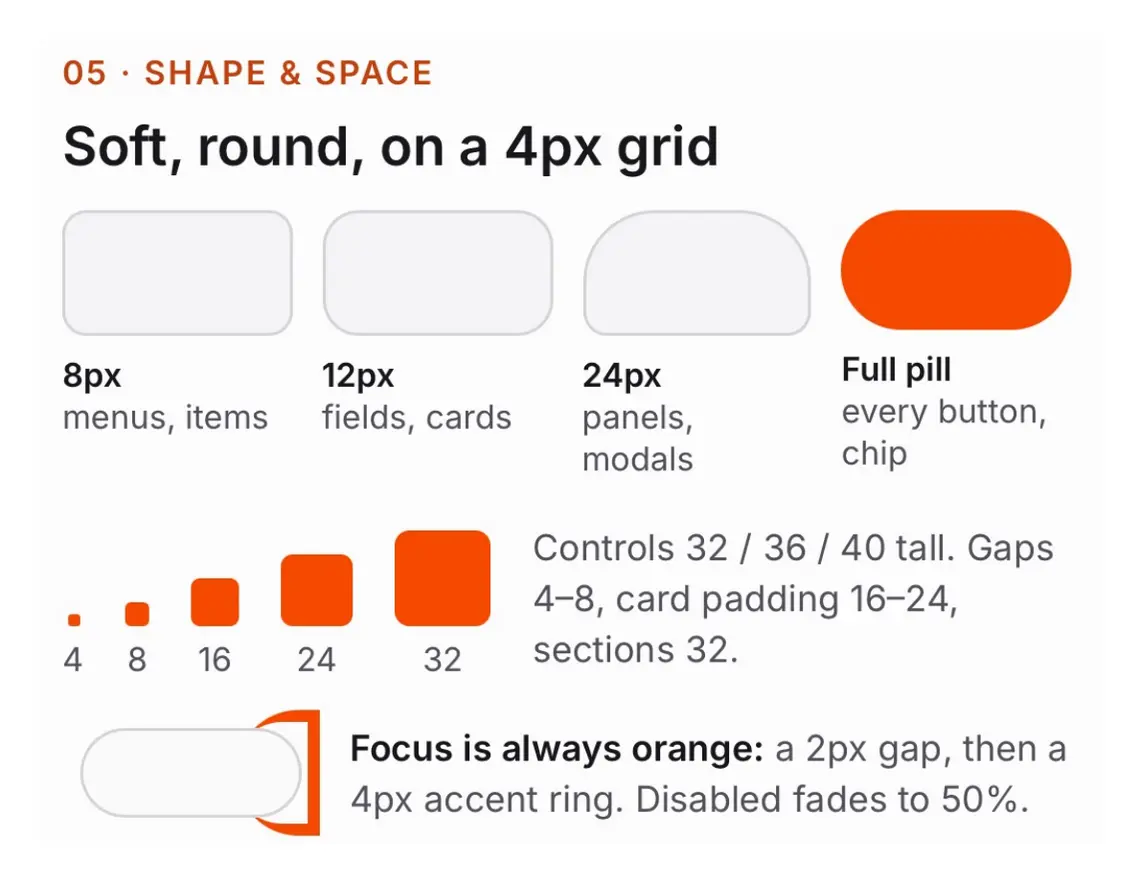 05 · SHAPE & SPACE
Soft, round, on a 4px grid
8px
menus, items
12px
fields, cards
24px
panels,
modals
Full pill
every button,
chip
4 8 16 24 32
Controls 32 / 36 / 40 tall. Gaps
4–8, card padding 16–24,
sections 32.
Focus is always orange: a 2px gap, then a
4px accent ring. Disabled fades to 50%.